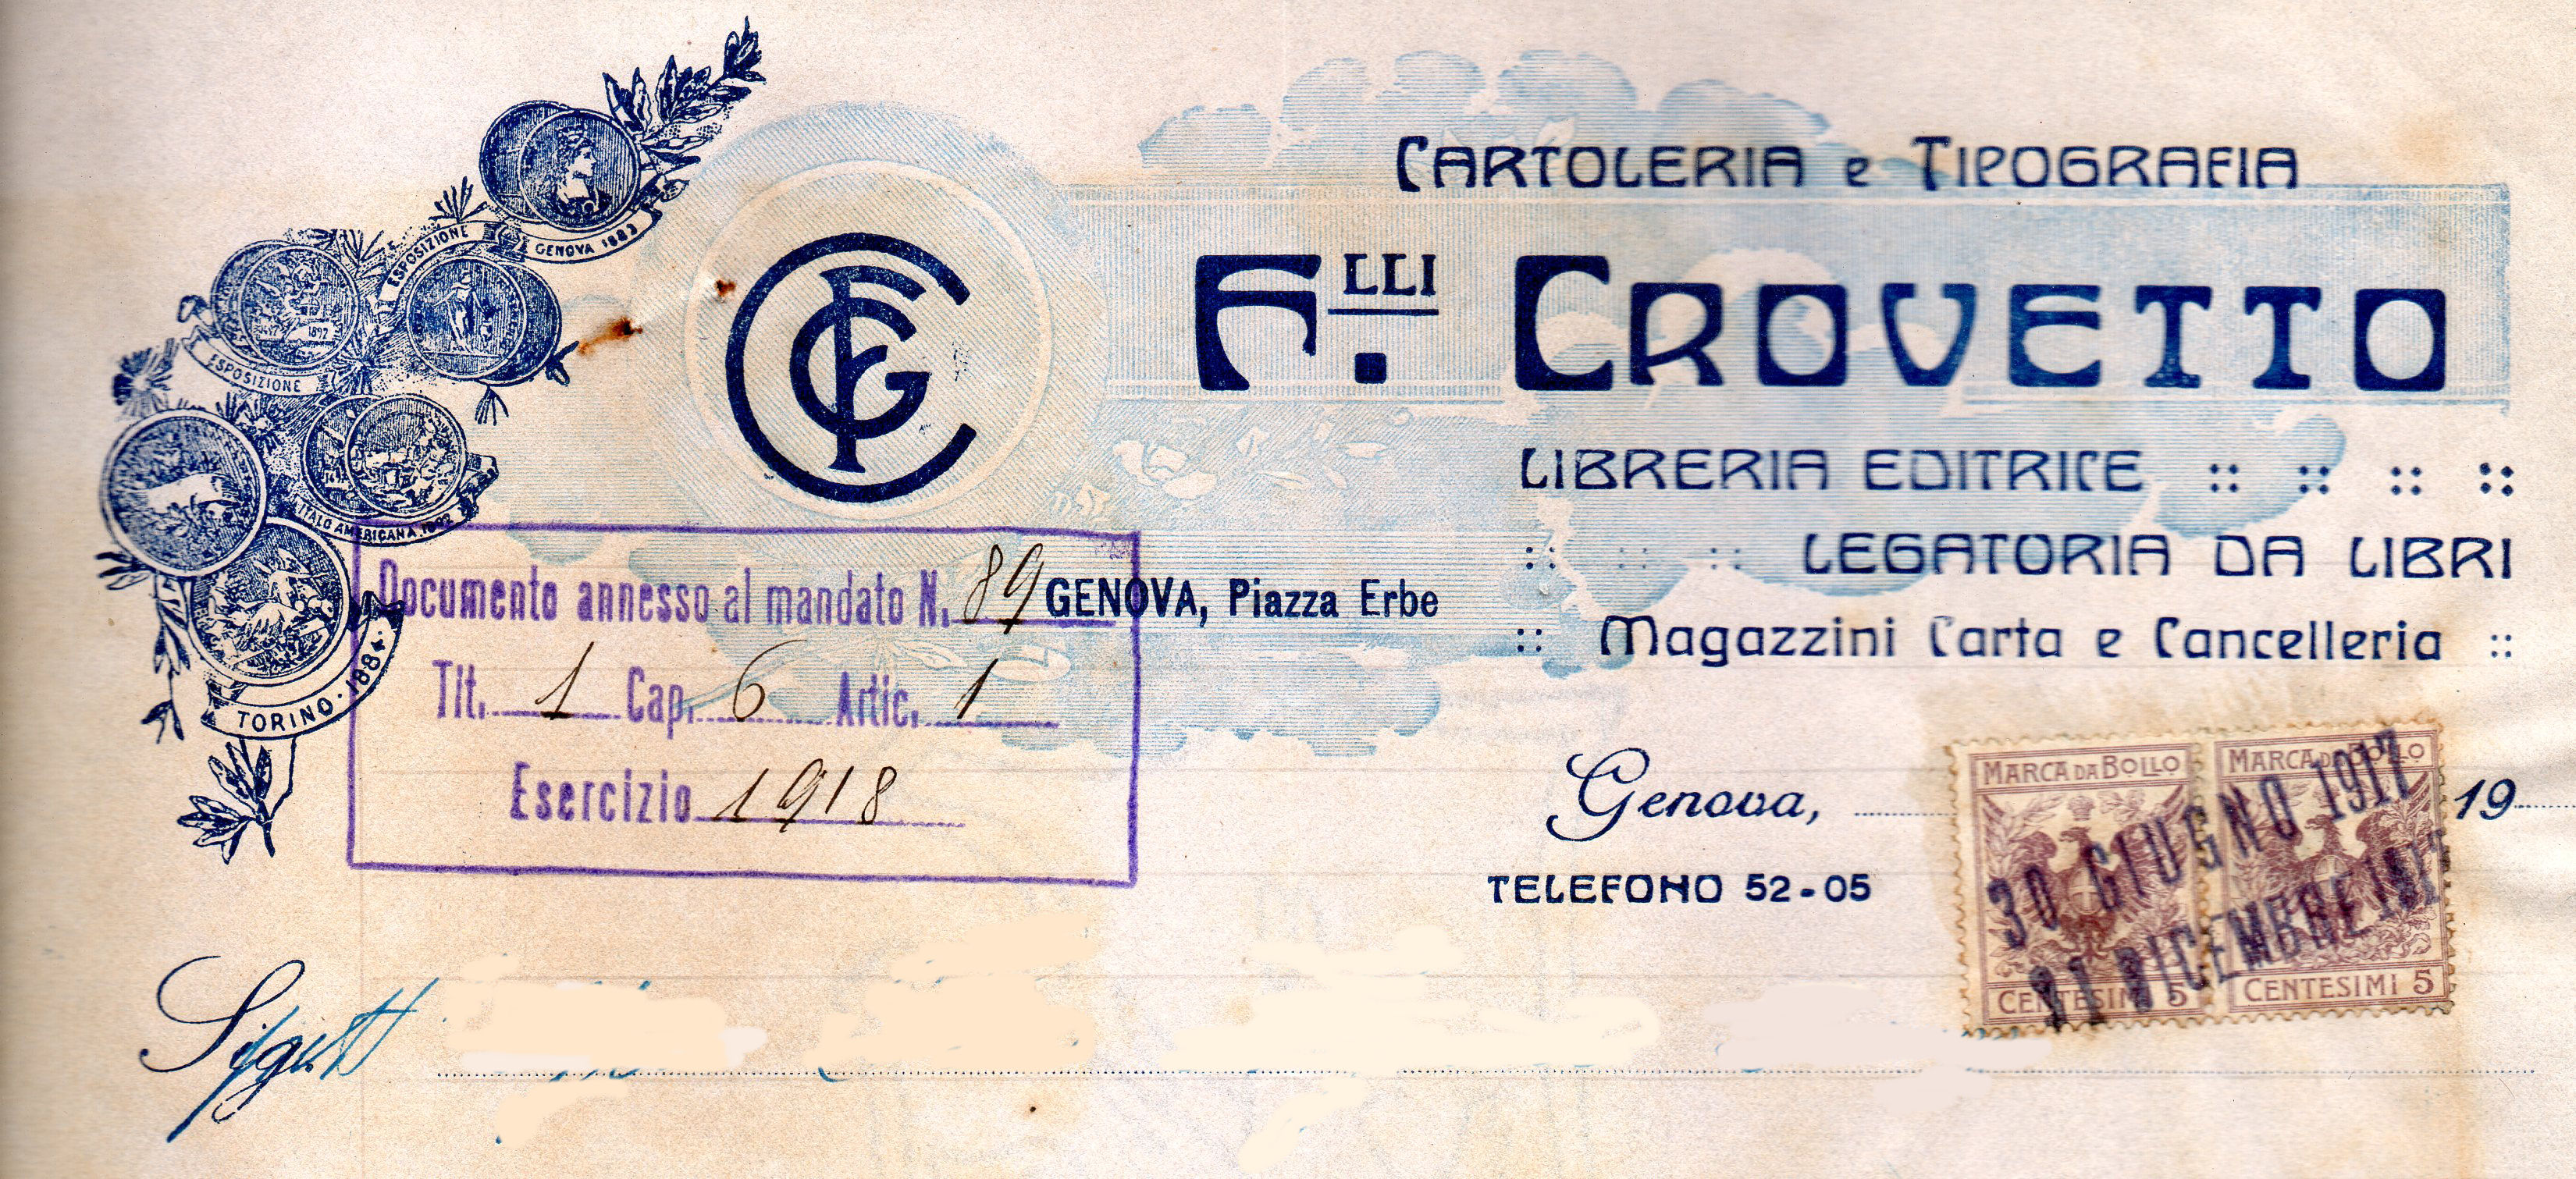 CARTOLERIA e TIPOGRAFIA
F.LLI CROVETTO
LIBRERIA EDITRICE :: :: :: ::
:: :: :: LEGATORIA DA LIBRI
:: Magazzini Carta e Cancelleria ::
GENOVA, Piazza Erbe
CFG
GENOVA 1882
ESPOSIZIONE
1892
ESPOSIZIONE
ITALO AMERICANA 1892
TORINO · 1884
Documento annesso al mandato N. 89
Tit. 1 Cap. 6 Artic. 1
Esercizio 1918
Genova, 19
TELEFONO 52-05
MARCA DA BOLLO
CENTESIMI 5
MARCA DA BOLLO
CENTESIMI 5
30 GIUGNO 1917
31 DICEMBRE 1917